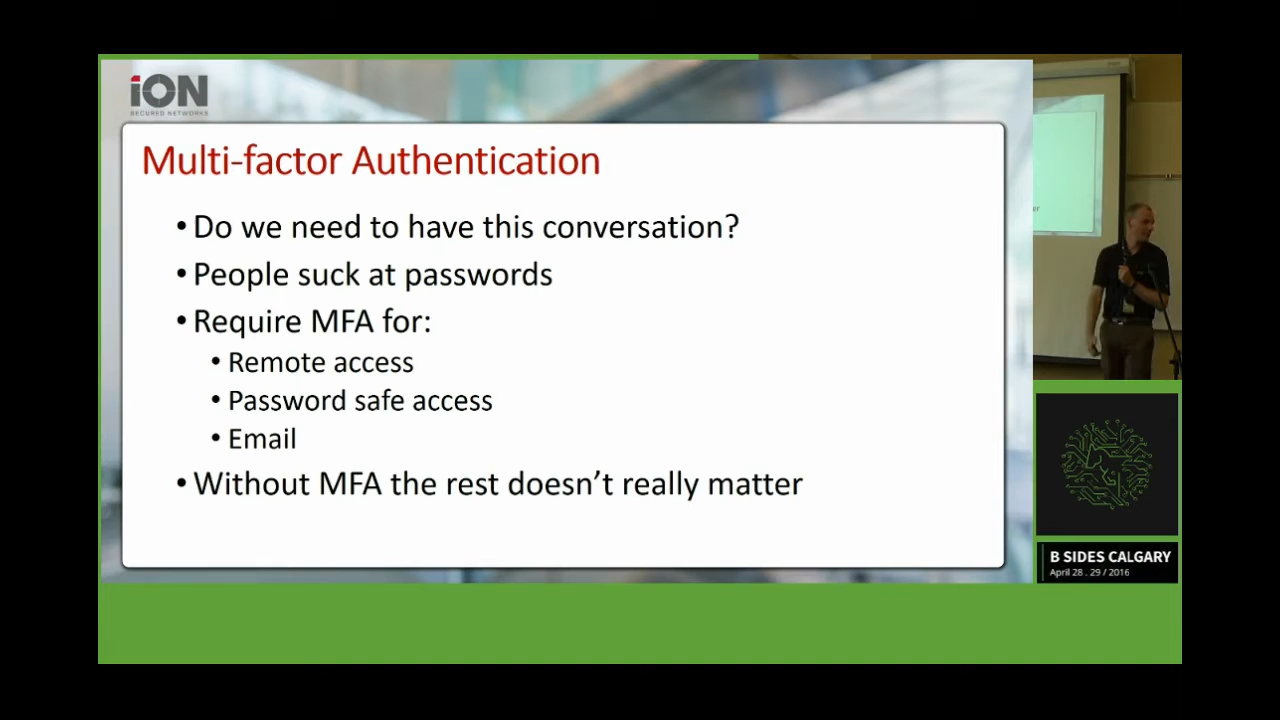 iON
SECURED NETWORKS
Multi-factor Authentication
• Do we need to have this conversation?
• People suck at passwords
• Require MFA for:
• Remote access
• Password safe access
• Email
• Without MFA the rest doesn’t really matter
B SIDES CALGARY
April 28 . 29 / 2016